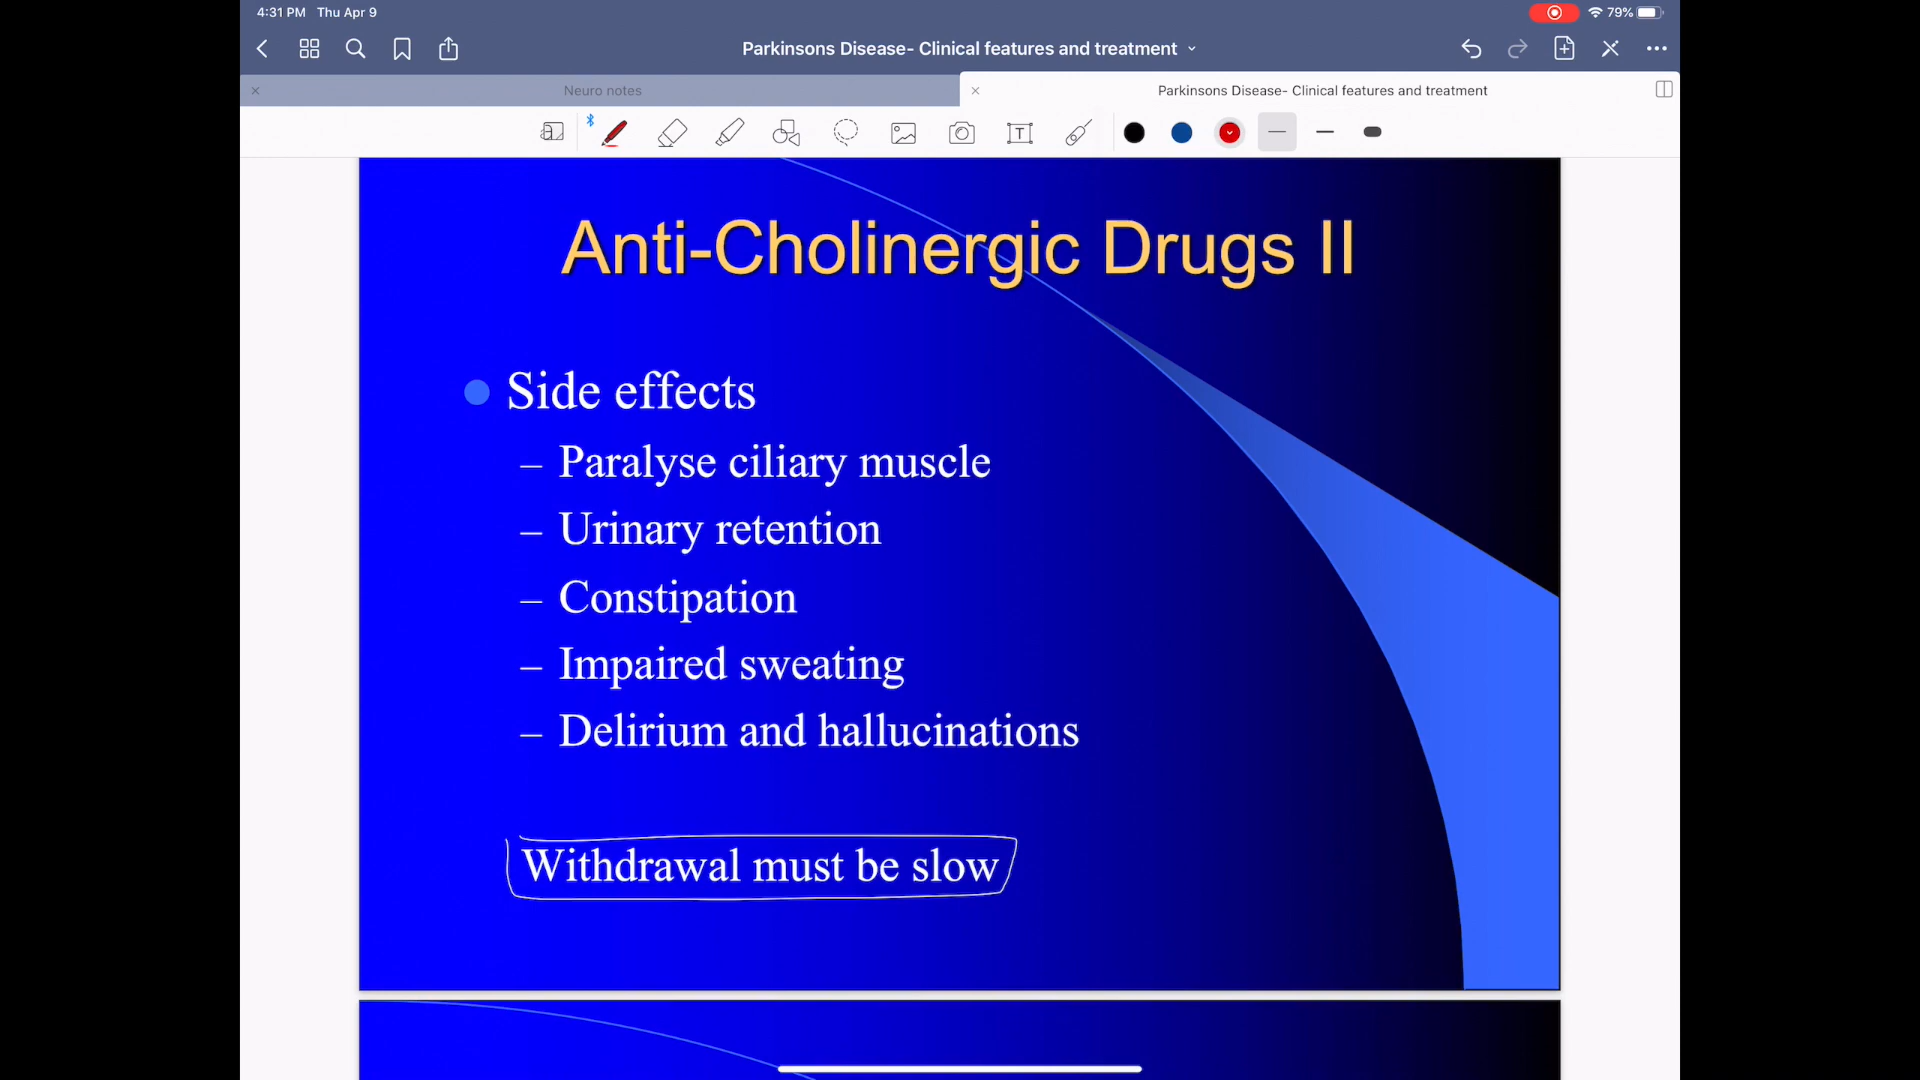 4:31 PM Thu Apr 9
79%
Parkinsons Disease- Clinical features and treatment
Neuro notes
Parkinsons Disease- Clinical features and treatment
Anti-Cholinergic Drugs II
Side effects
– Paralyse ciliary muscle
– Urinary retention
– Constipation
– Impaired sweating
– Delirium and hallucinations
Withdrawal must be slow